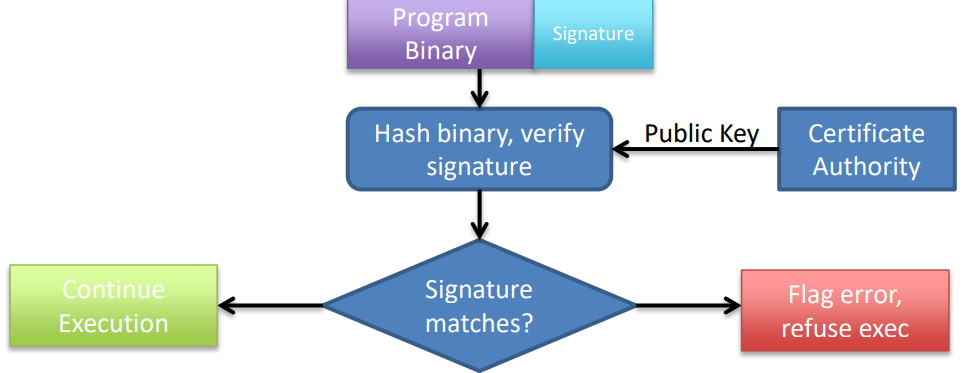 Program
Binary
Signature
Hash binary, verify
signature
Public Key
Certificate
Authority
Signature
matches?
Continue
Execution
Flag error,
refuse exec